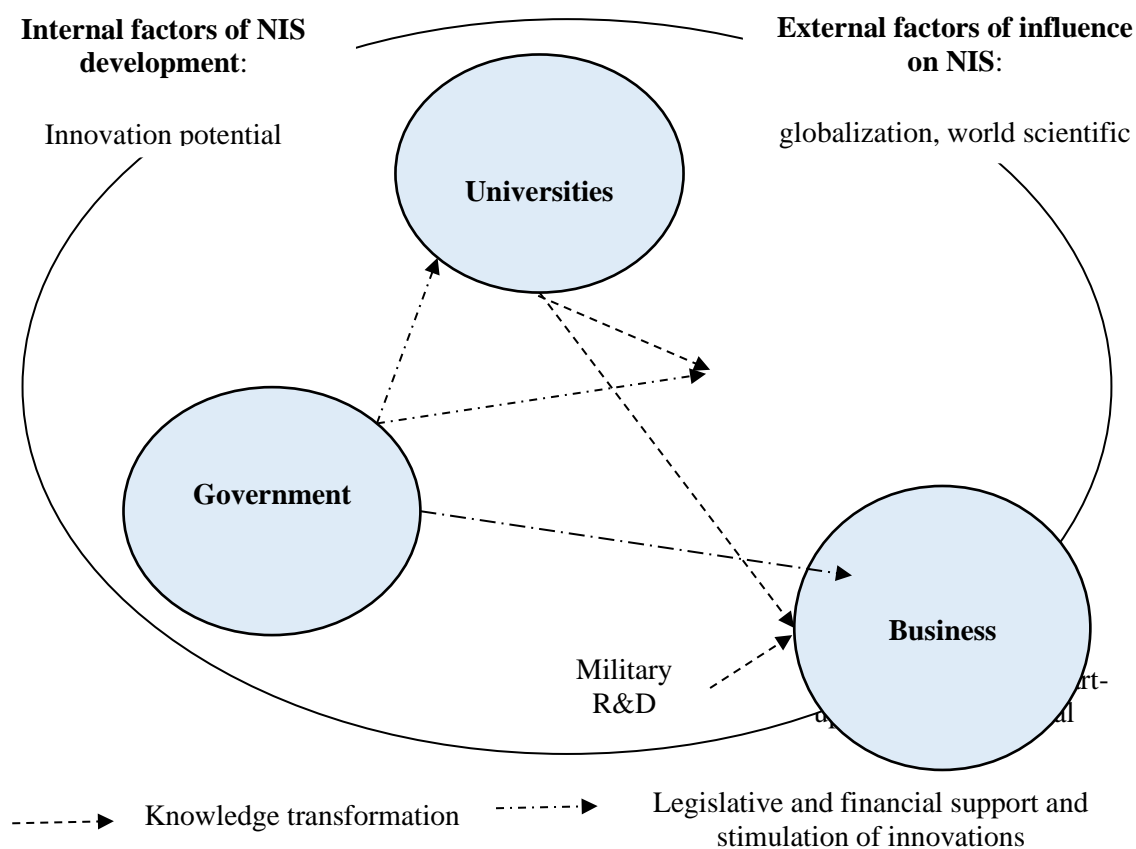 Internal factors of NIS
development:
External factors of influence
on NIS:
Innovation potential
globalization, world scientific
Universities
Government
Business
Military
R&D
Knowledge transformation
Legislative and financial support and
stimulation of innovations